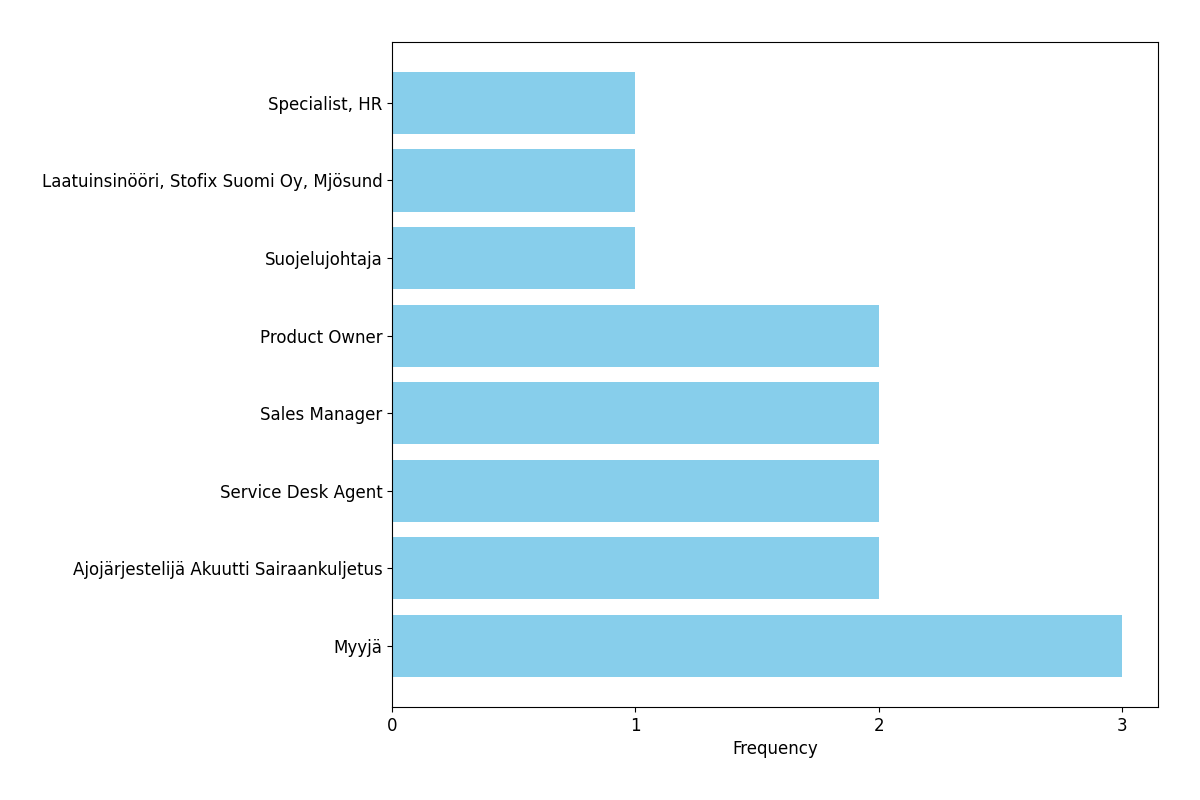 Specialist, HR
Laatuinsinööri, Stofix Suomi Oy, Mjösund
Suojelujohtaja
Product Owner
Sales Manager
Service Desk Agent
Ajojärjestelijä Akuutti Sairaankuljetus
Myyjä
0 1 2 3
Frequency